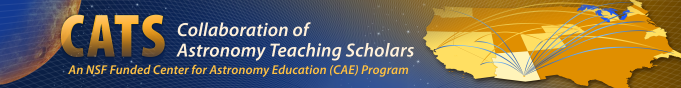 CATS
Collaboration of
Astronomy Teaching Scholars
An NSF Funded Center for Astronomy Education (CAE) Program